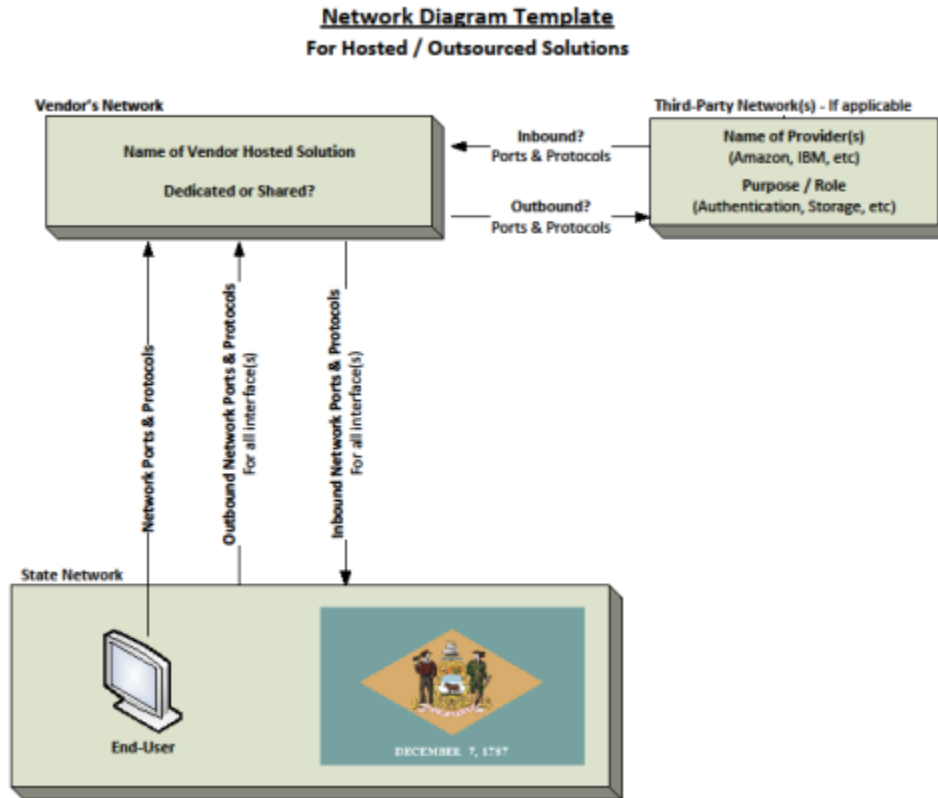 Network Diagram Template
For Hosted / Outsourced Solutions
Vendor's Network
Name of Vendor Hosted Solution
Dedicated or Shared?
Inbound?
Ports & Protocols
Outbound?
Ports & Protocols
Third-Party Network(s) - If applicable
Name of Provider(s)
(Amazon, IBM, etc)
Purpose / Role
(Authentication, Storage, etc)
Network Ports & Protocols
Outbound Network Ports & Protocols
For all interface(s)
Inbound Network Ports & Protocols
For all interface(s)
State Network
End-User
DECEMBER 7, 1787